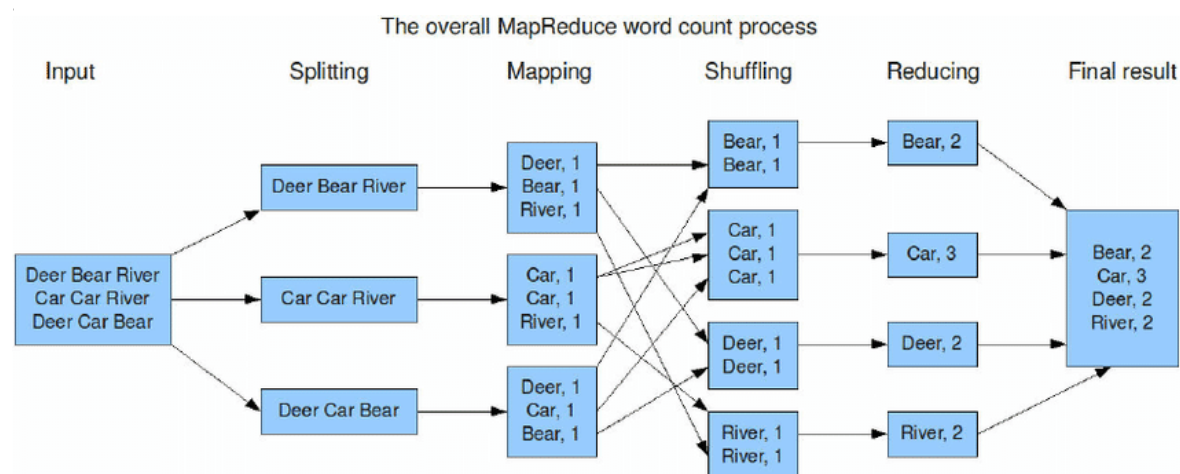 The overall MapReduce word count process
Input
Splitting
Mapping
Shuffling
Reducing
Final result
Deer Bear River
Car Car River
Deer Car Bear
Deer Bear River
Car Car River
Deer Car Bear
Deer, 1
Bear, 1
River, 1
Car, 1
Car, 1
River, 1
Deer, 1
Car, 1
Bear, 1
Bear, 1
Bear, 1
Car, 1
Car, 1
Car, 1
Deer, 1
Deer, 1
River, 1
River, 1
Bear, 2
Car, 3
Deer, 2
River, 2
Bear, 2
Car, 3
Deer, 2
River, 2